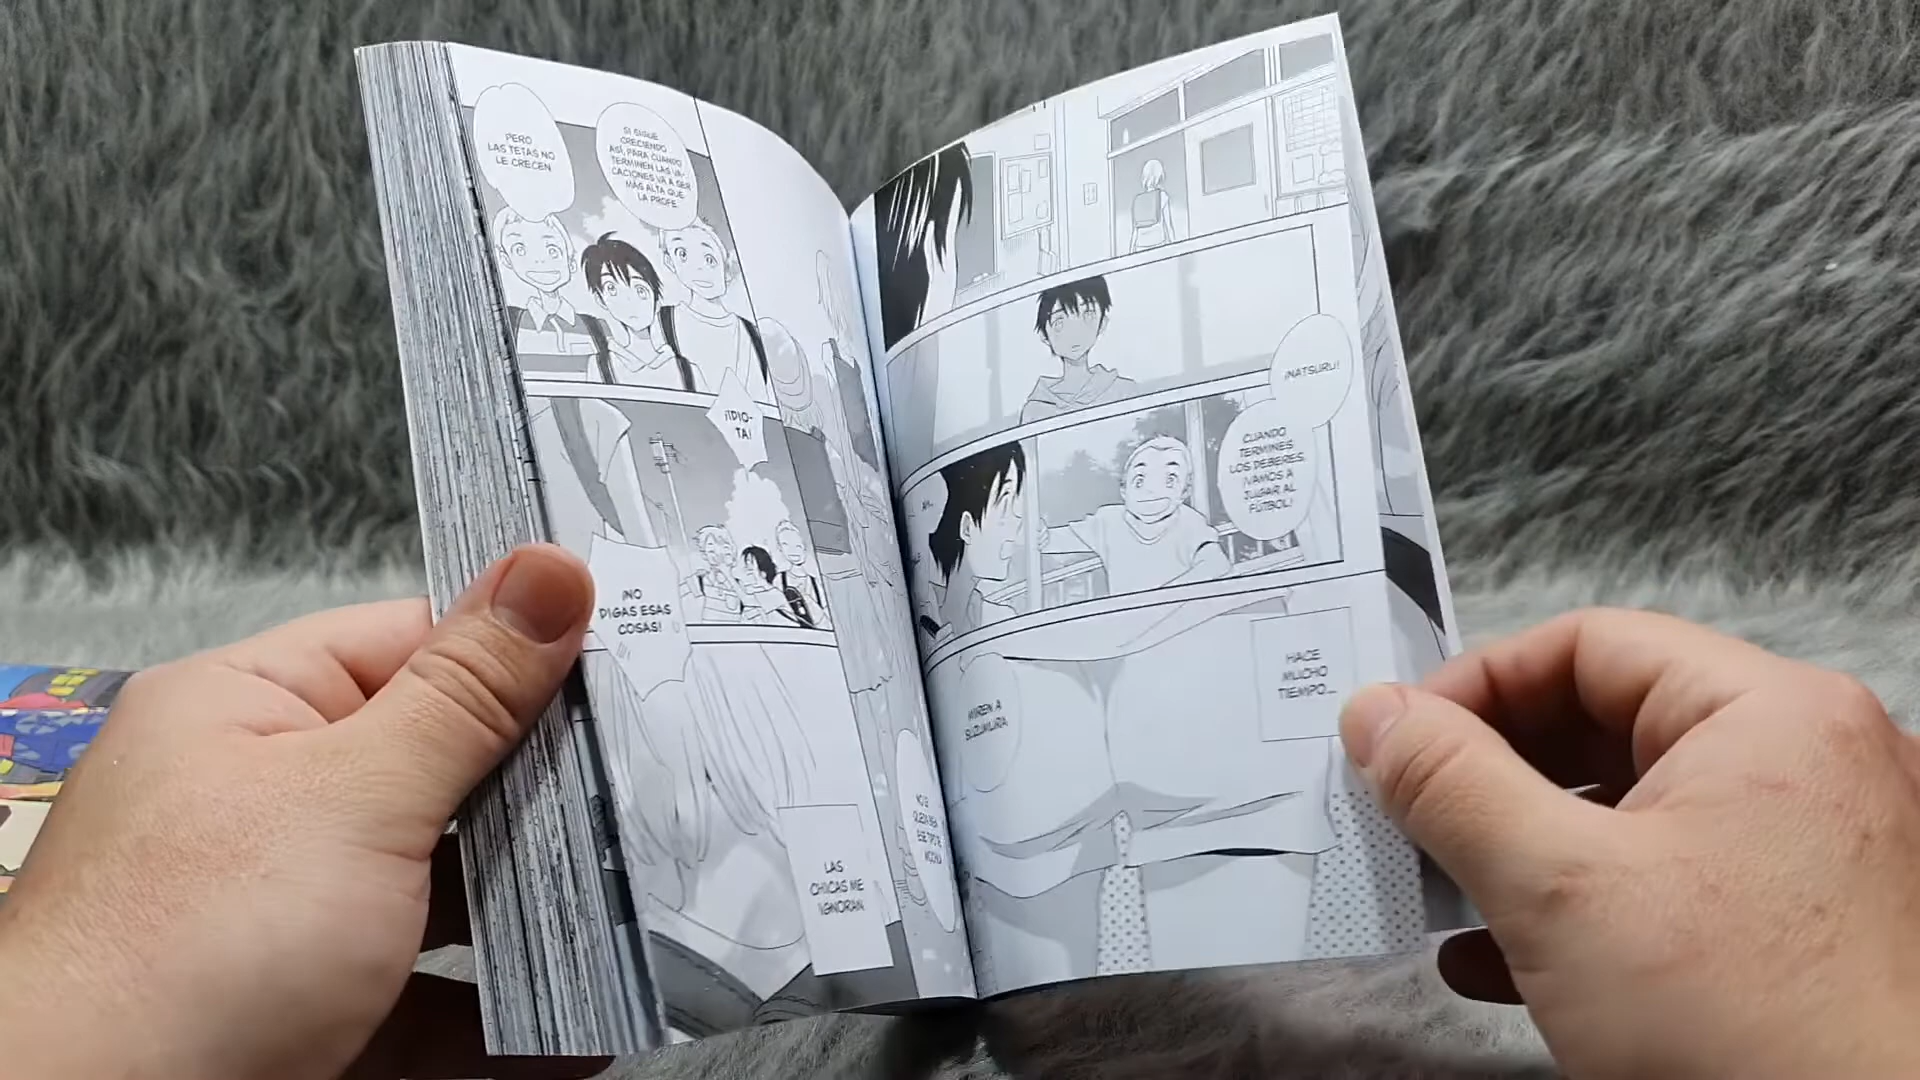 ¡NATSURU!
CUANDO
TERMINES
LOS DEBERES,
¡VAMOS A
JUGAR AL
FÚTBOL!
AH...
HACE
MUCHO
TIEMPO...
MIREN A
SUZUMURA
SI SIGUE
CRECIENDO
ASÍ, PARA CUANDO
TERMINEN LAS VA-
CACIONES VA A SER
MÁS ALTA QUE
LA PROFE.
PERO
LAS TETAS NO
LE CRECEN
¡IDIO-
TA!
¡NO
DIGAS ESAS
COSAS!
LAS
CHICAS ME
IGNORAN.